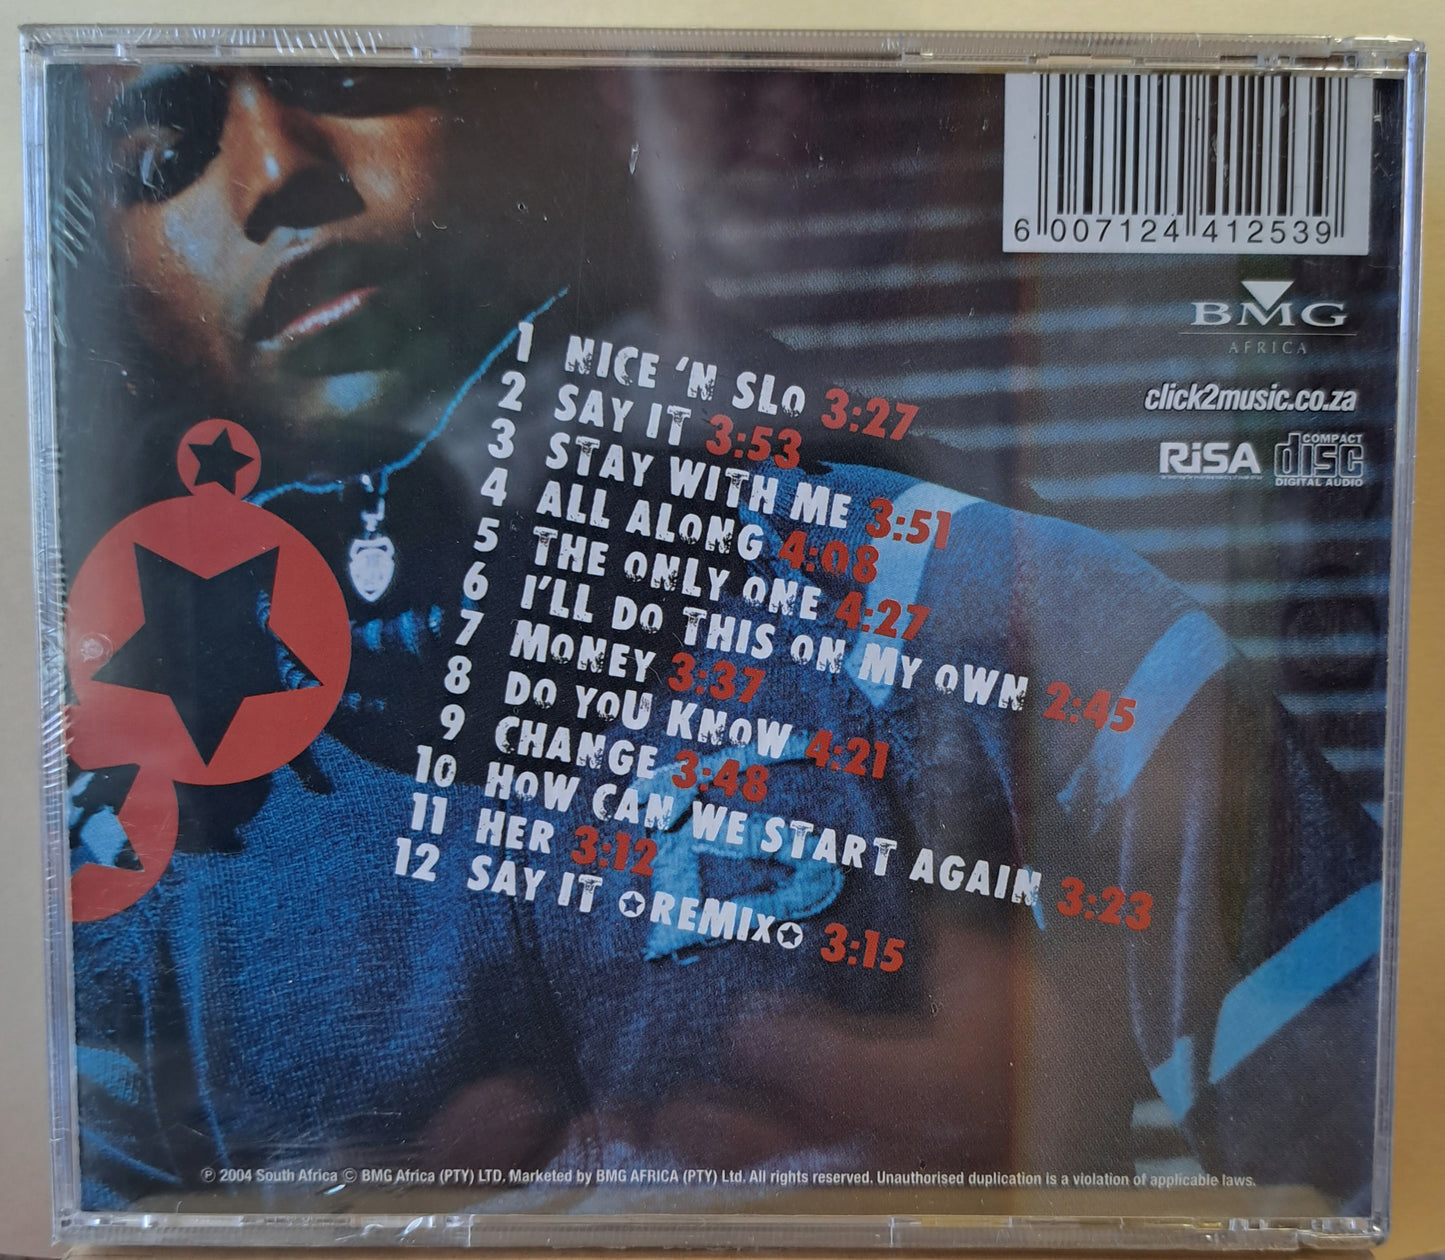 6 007124 412539
BMG
AFRICA
click2music.co.za
RiSA
COMPACT
disc
DIGITAL AUDIO
1 NICE 'N SLO 3:27
2 SAY IT 3:53
3 STAY WITH ME 3:51
4 ALL ALONG 4:08
5 THE ONLY ONE 4:27
6 I'LL DO THIS ON MY OWN 2:45
7 MONEY 3:37
8 DO YOU KNOW 4:21
9 CHANGE 3:48
10 HOW CAN WE START AGAIN 3:23
11 HER 3:12
12 SAY IT ✪REMIX✪ 3:15
℗ 2004 South Africa © BMG Africa (PTY) LTD. Marketed by BMG AFRICA (PTY) Ltd. All rights reserved. Unauthorised duplication is a violation of applicable laws.